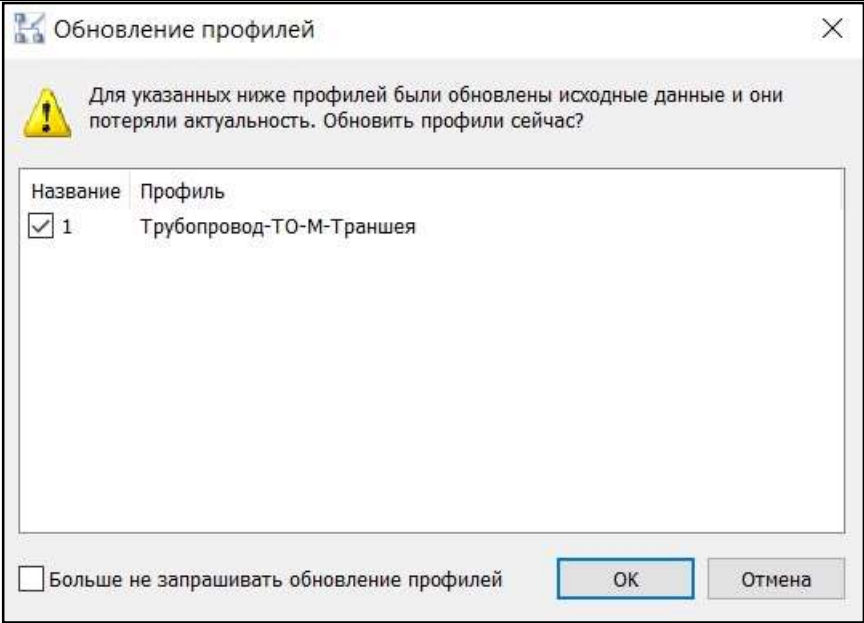 Обновление профилей
Для указанных ниже профилей были обновлены исходные данные и они
потеряли актуальность. Обновить профили сейчас?
Название Профиль
1 Трубопровод-ТО-М-Траншея
Больше не запрашивать обновление профилей
ОК
Отмена